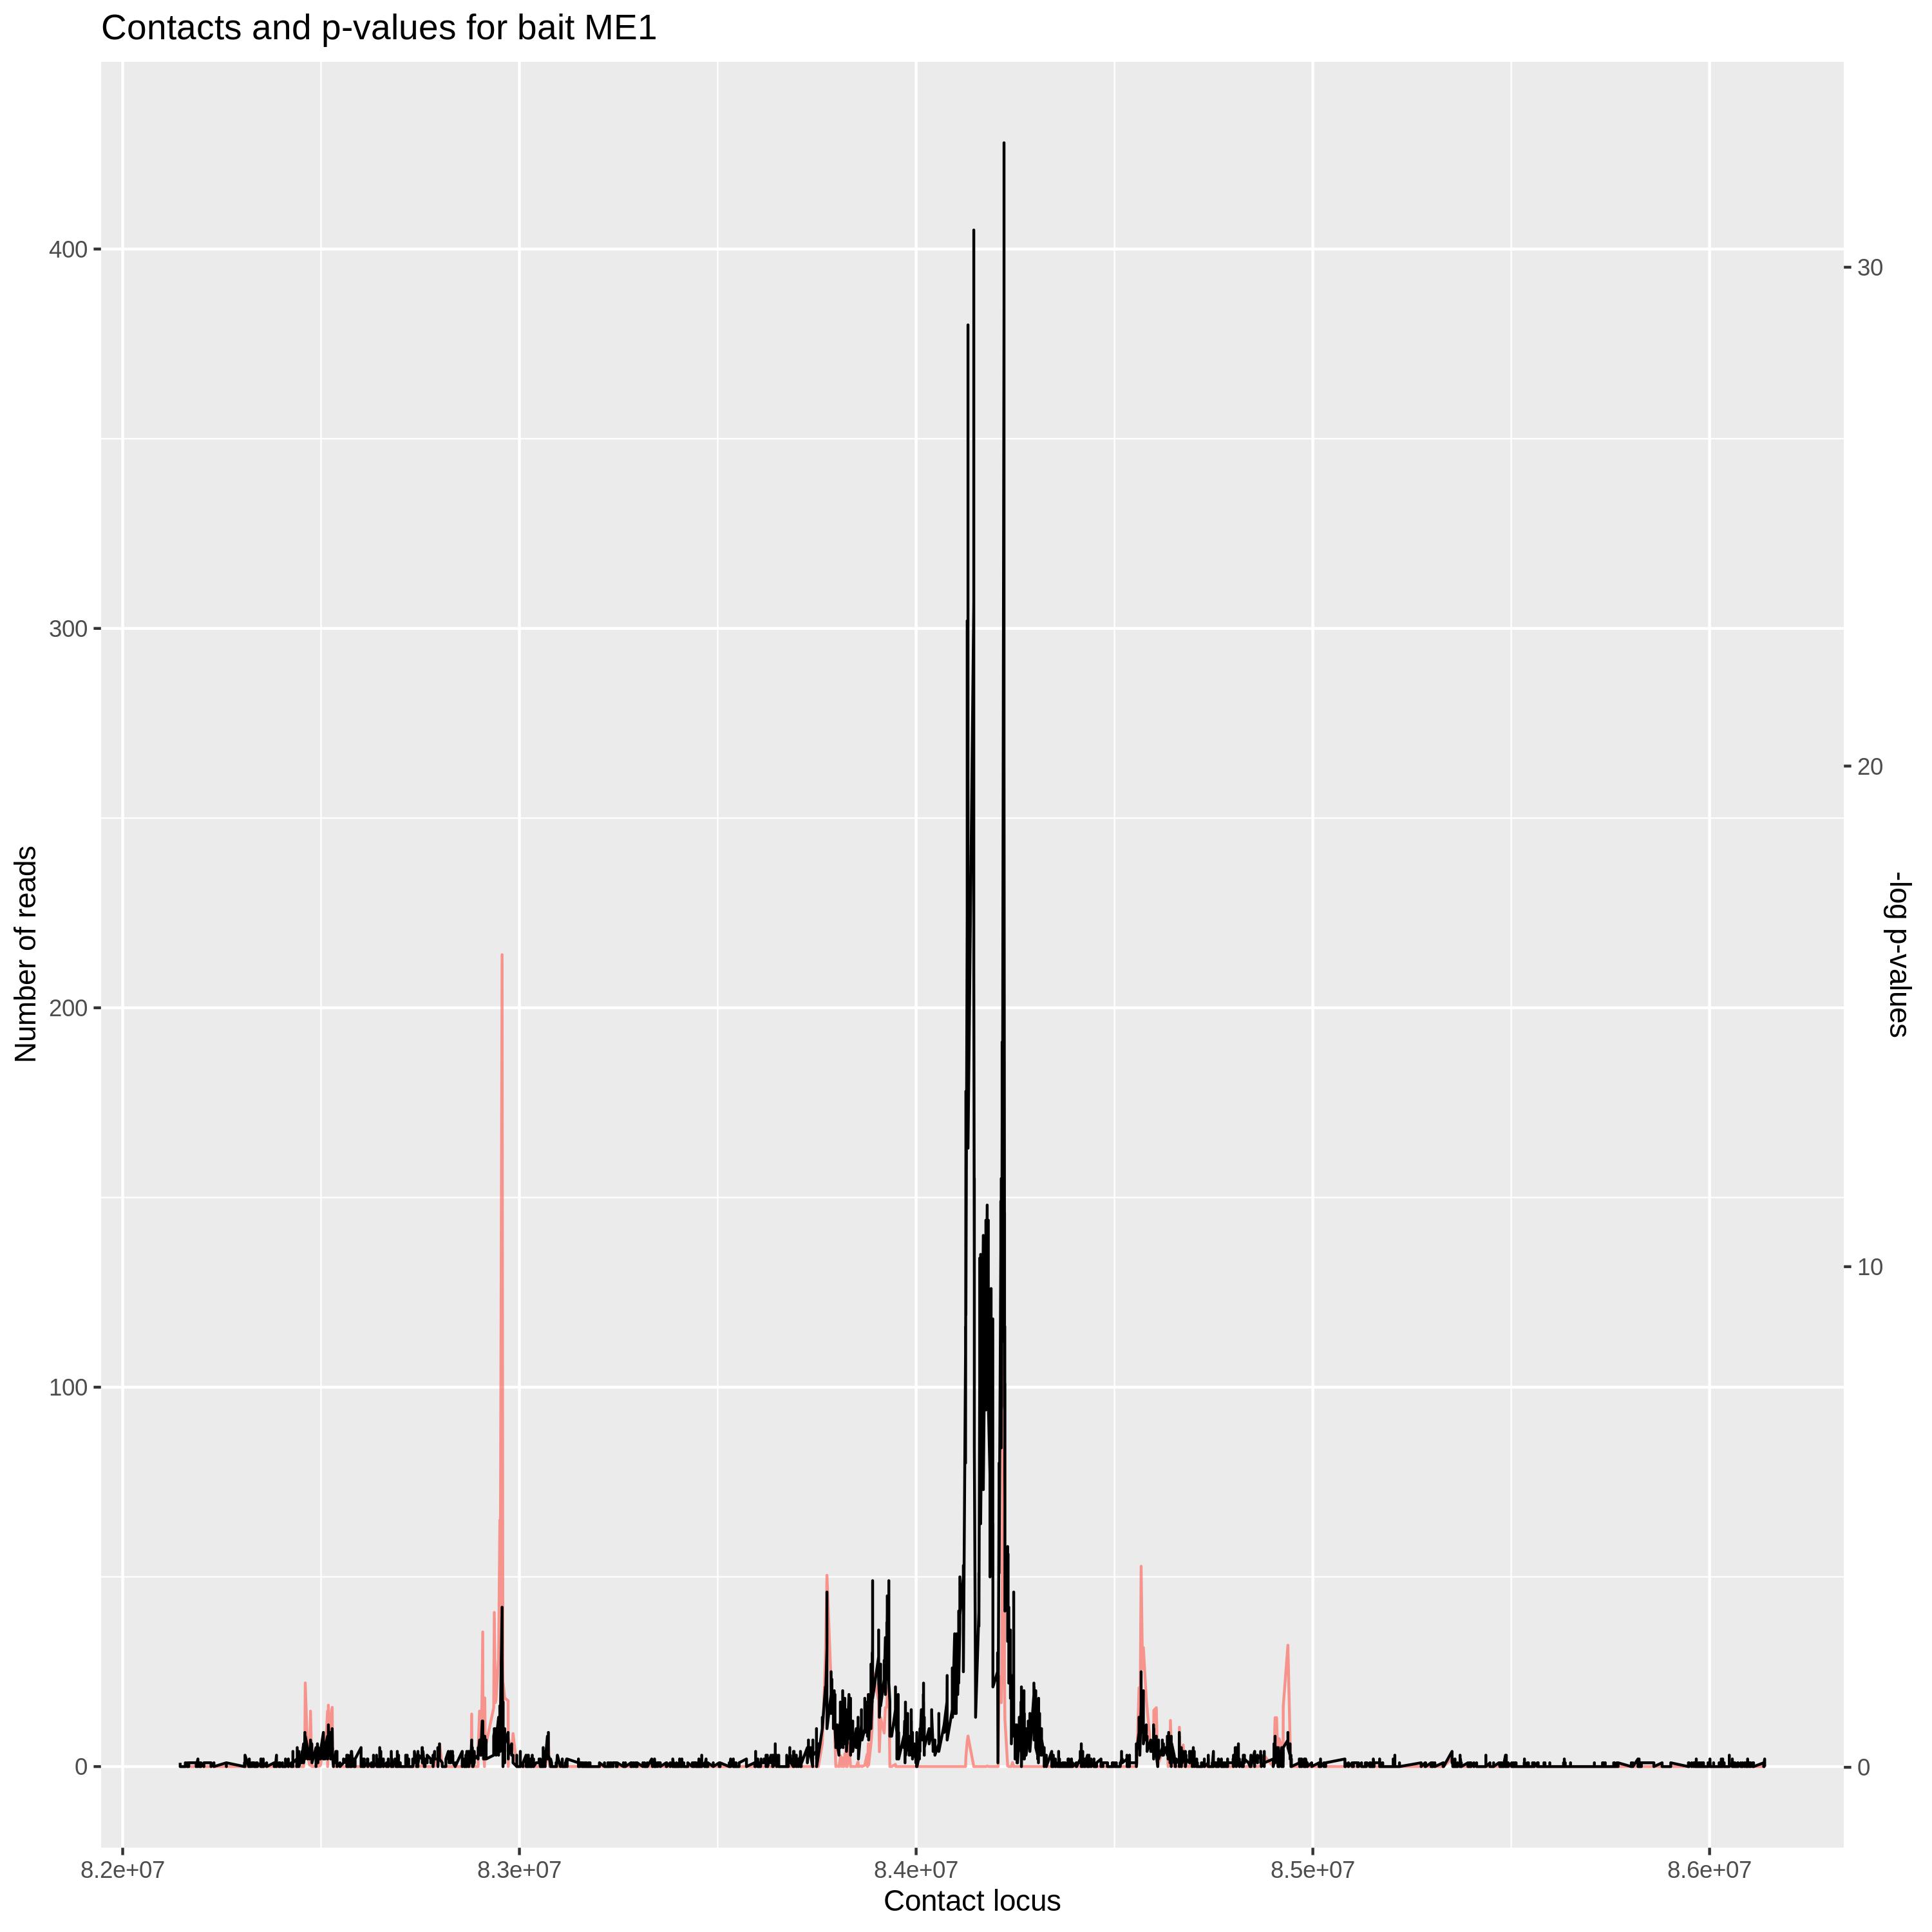 Contacts and p-values for bait ME1
Number of reads
400
300
200
100
0
30
20
10
0
-log p-values
8.2e+07
8.3e+07
8.4e+07
8.5e+07
8.6e+07
Contact locus